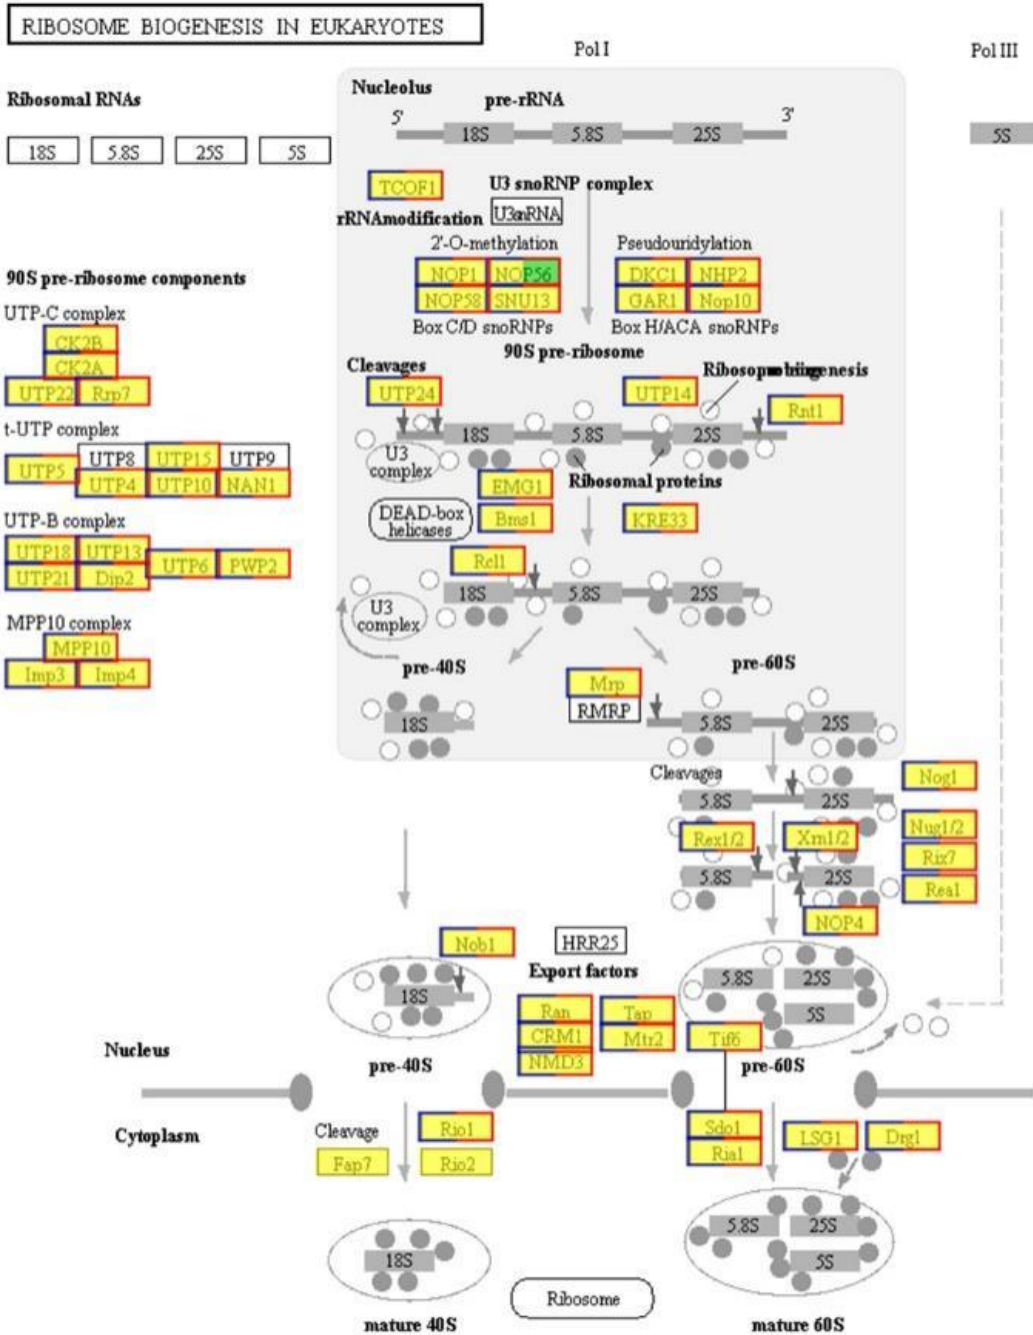 RIBOSOME BIOGENESIS IN EUKARYOTES
Pol I
Pol III
Ribosomal RNAs
18S 5.8S 25S 5S
Nucleolus
pre-rRNA
5' 3'
18S 5.8S 25S
5S
TCOF1
U3 snoRNP complex
rRNAmodification
2'-O-methylation
Pseudouridylation
NOP1 NOP56
NOP58 SNU13
DKC1 NHP2
GAR1 Nop10
Box C/D snoRNPs
Box H/ACA snoRNPs
90S pre-ribosome components
UTP-C complex
CK2B
CK2A
UTP22 Rrp7
t-UTP complex
UTP8 UTP15 UTP9
UTP5
UTP4 UTP10 NAN1
UTP-B complex
UTP18 UTP13
UTP6 PWP2
UTP21 Dip2
MPP10 complex
MPP10
Imp3 Imp4
90S pre-ribosome
Cleavages
UTP24
UTP14
Rnt1
18S 5.8S 25S
U3
complex
Ribosomal proteins
EMG1
DEAD-box
helicases
Bms1
KRE33
Rcl1
18S 5.8S 25S
U3
complex
pre-40S
pre-60S
Mrp
RMRP
18S
5.8S 25S
Cleavages
Nog1
5.8S 25S
Nug1/2
Rex1/2
Xrn1/2
Rix7
5.8S 25S
Rea1
NOP4
Nob1
HRR25
Export factors
18S
5.8S 25S
5S
Ran Tap
CRM1 Mtr2
NMD3
Tif6
Nucleus
pre-40S
pre-60S
Cytoplasm
Cleavage
Rio1
Fap7
Rio2
Sdo1
Ria1
LSG1
Drg1
18S
5.8S 25S
5S
Ribosome
mature 40S
mature 60S